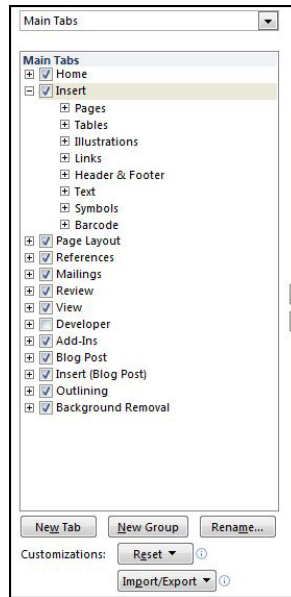 Main Tabs
Main Tabs
Home
Insert
Pages
Tables
Illustrations
Links
Header & Footer
Text
Symbols
Barcode
Page Layout
References
Mailings
Review
View
Developer
Add-Ins
Blog Post
Insert (Blog Post)
Outlining
Background Removal
New Tab New Group Rename...
Customizations: Reset
Import/Export